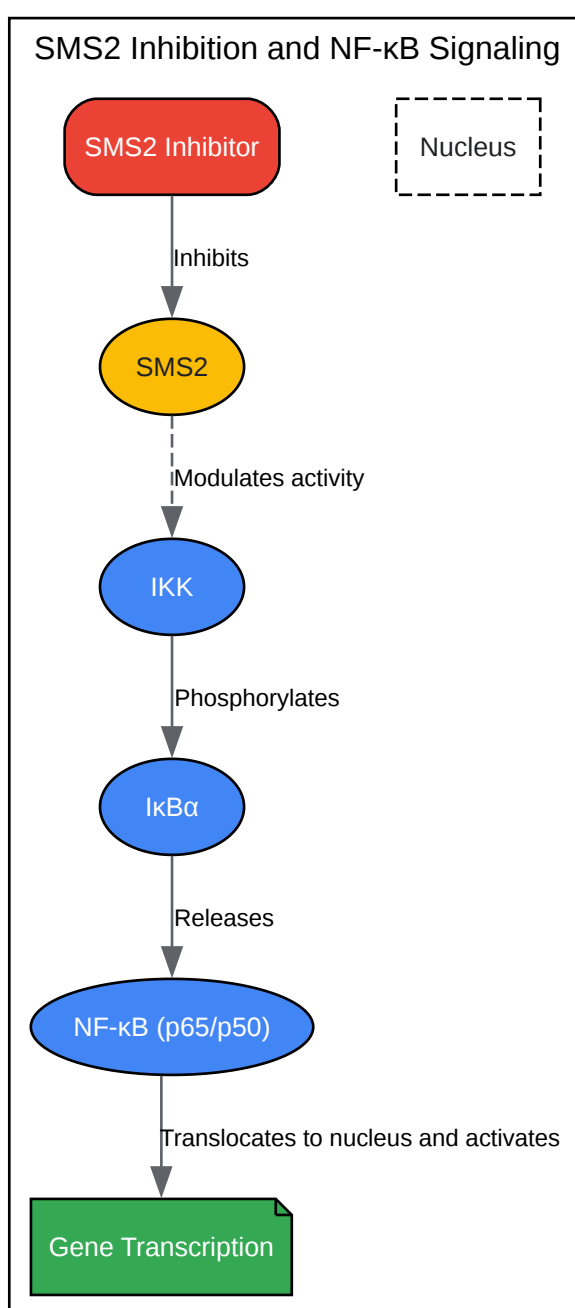 SMS2 Inhibition and NF-κB Signaling
SMS2 Inhibitor
Nucleus
Inhibits
SMS2
Modulates activity
IKK
Phosphorylates
IκBα
Releases
NF-κB (p65/p50)
Translocates to nucleus and activates
Gene Transcription